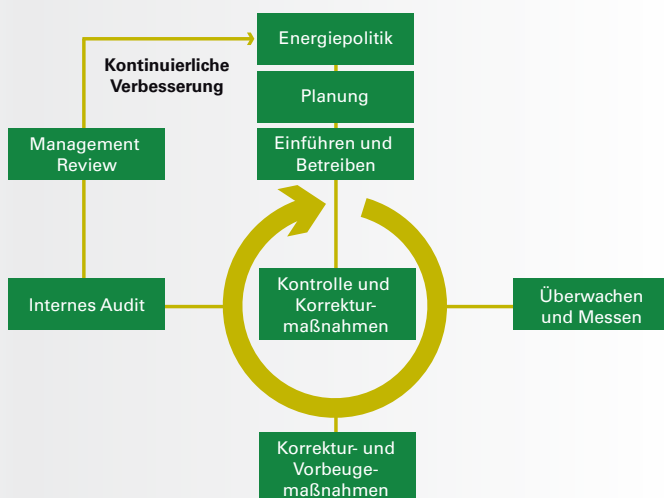 Energiepolitik
Kontinuierliche
Verbesserung
Planung
Management
Review
Einführen und
Betreiben
Internes Audit
Kontrolle und
Korrektur-
maßnahmen
Überwachen
und Messen
Korrektur- und
Vorbeuge-
maßnahmen